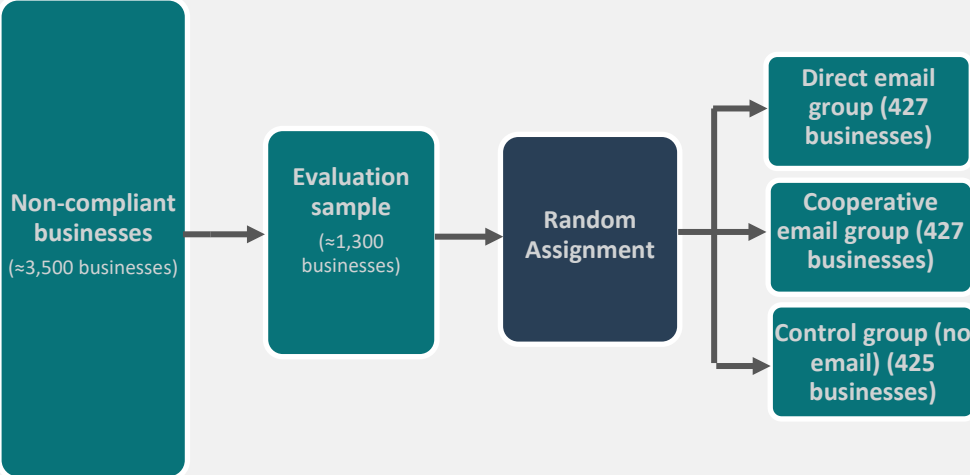 Non-compliant
businesses
(≈3,500 businesses)
Evaluation
sample
(≈1,300
businesses)
Random
Assignment
Direct email
group (427
businesses)
Cooperative
email group (427
businesses)
Control group (no
email) (425
businesses)